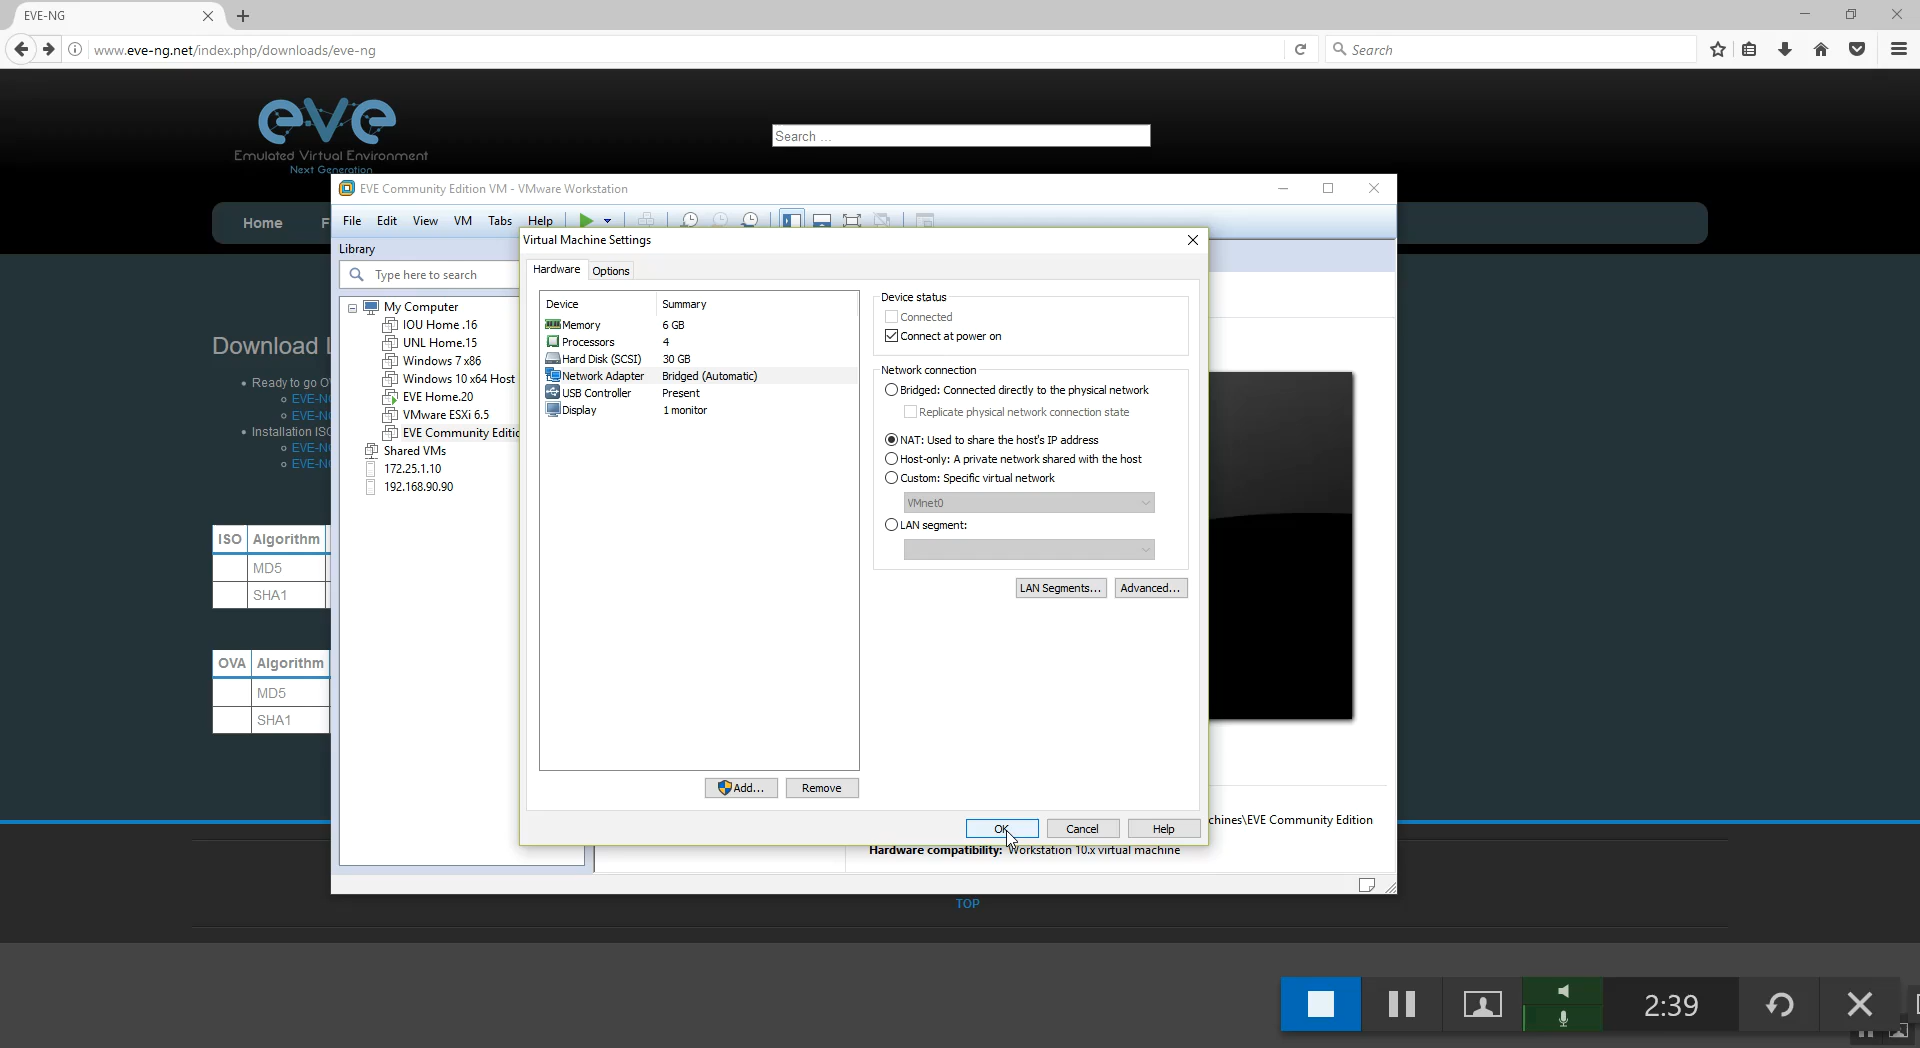 EVE-NG
www.eve-ng.net/index.php/downloads/eve-ng
Search
eve
Emulated Virtual Environment
Next Generation
Search ...
Home
F
EVE Community Edition VM - VMware Workstation
File Edit View VM Tabs Help
Library
Type here to search
My Computer
IOU Home .16
UNL Home.15
Windows 7 x86
Windows 10 x64 Host
EVE Home.20
VMware ESXi 6.5
EVE Community Editic
Shared VMs
172.25.1.10
192.168.90.90
Download L
Ready to go O
EVE-N
EVE-N
Installation ISO
EVE-N
EVE-NG
ISO Algorithm
MD5
SHA1
OVA Algorithm
MD5
SHA1
Virtual Machine Settings
Hardware Options
Device Summary
Memory 6 GB
Processors 4
Hard Disk (SCSI) 30 GB
Network Adapter Bridged (Automatic)
USB Controller Present
Display 1 monitor
Add... Remove
Device status
Connected
Connect at power on
Network connection
Bridged: Connected directly to the physical network
Replicate physical network connection state
NAT: Used to share the host's IP address
Host-only: A private network shared with the host
Custom: Specific virtual network
VMnet0
LAN segment:
LAN Segments... Advanced...
OK Cancel Help
chines\EVE Community Edition
Hardware compatibility: Workstation 10.x virtual machine
TOP
2:39